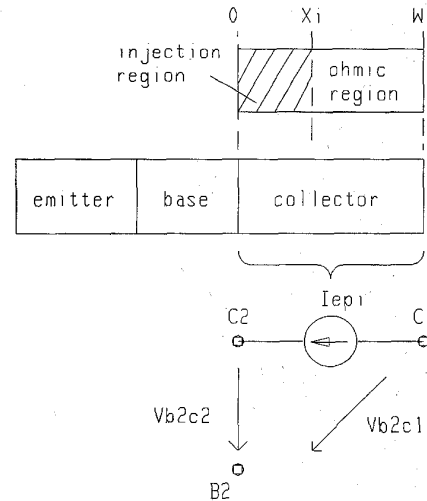 0 Xi W
injection region
ohmic region
emitter base collector
Iepi
C2 C
Vb2c2 Vb2c1
B2